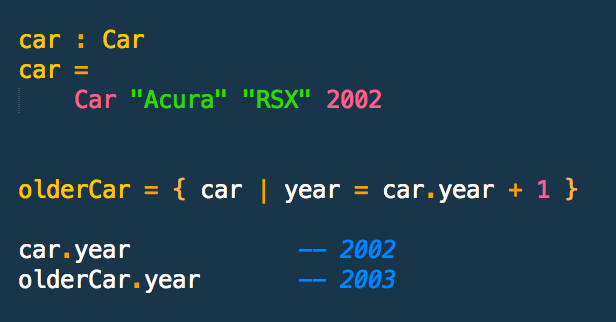 car : Car
car =
    Car "Acura" "RSX" 2002
olderCar = { car | year = car.year + 1 }
car.year            -- 2002
olderCar.year       -- 2003